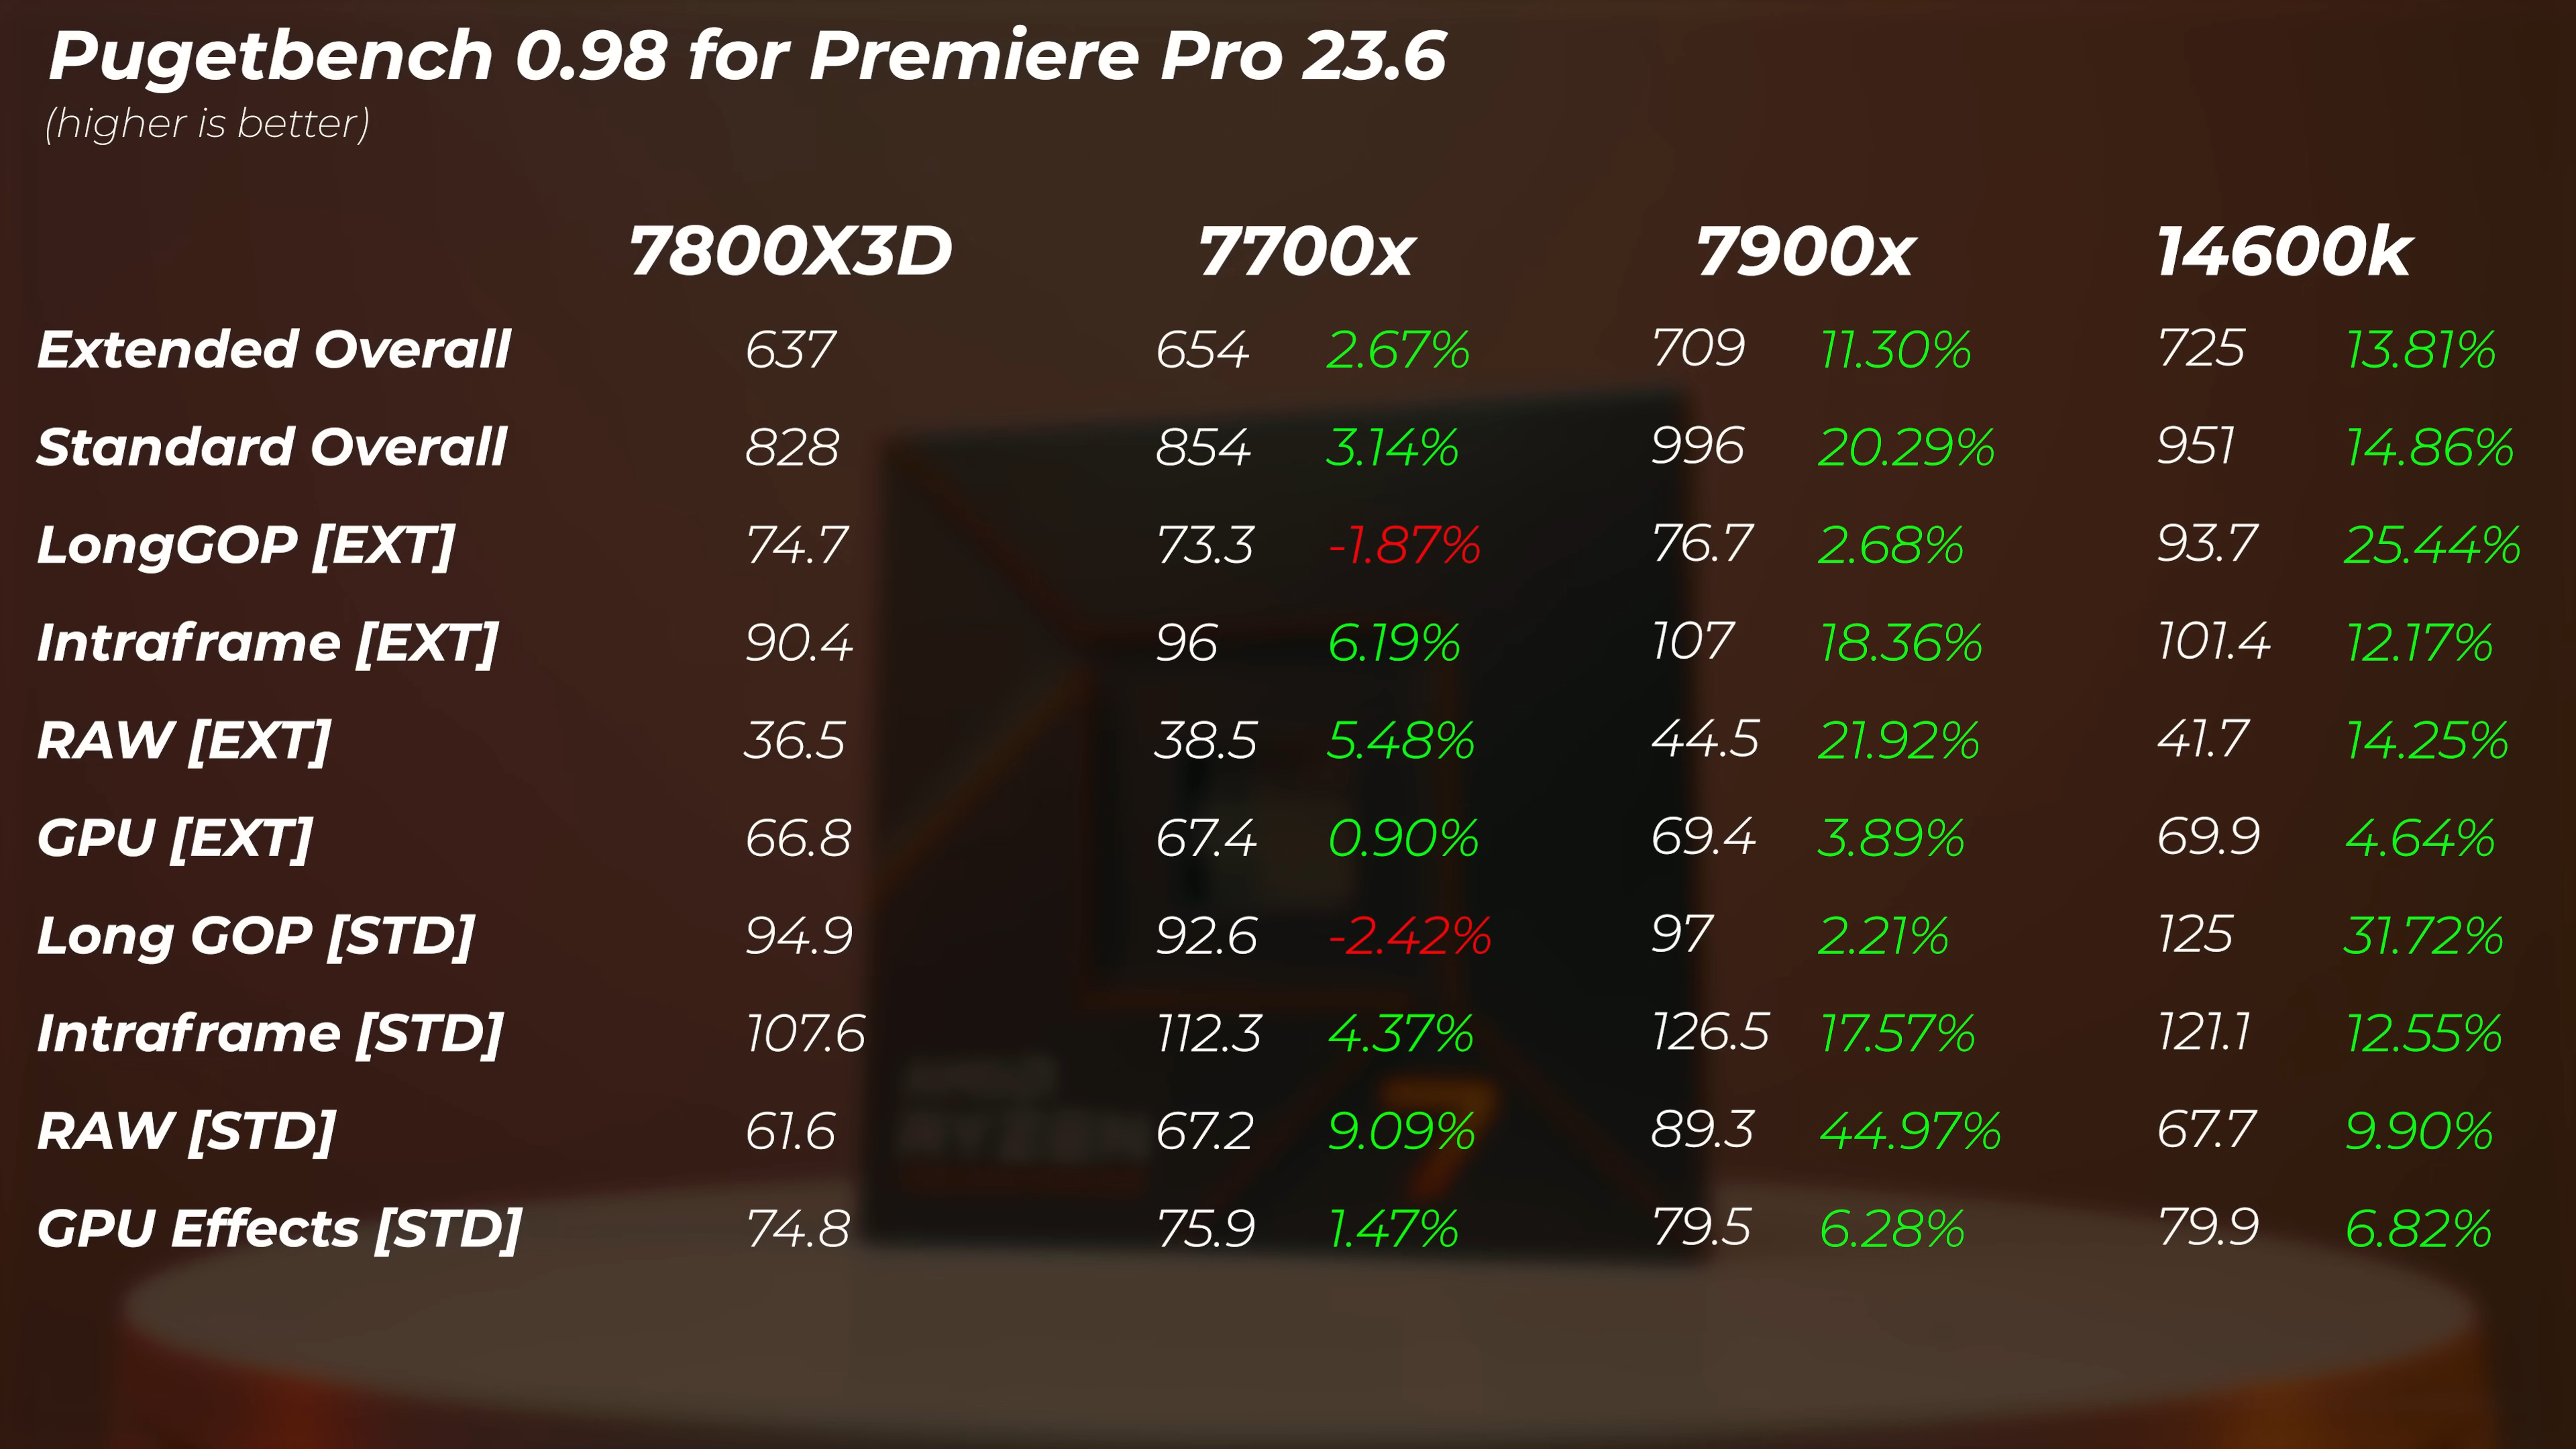 Pugetbench 0.98 for Premiere Pro 23.6
(higher is better)
7800X3D 7700x 7900x 14600k
Extended Overall 637 654 2.67% 709 11.30% 725 13.81%
Standard Overall 828 854 3.14% 996 20.29% 951 14.86%
LongGOP [EXT] 74.7 73.3 -1.87% 76.7 2.68% 93.7 25.44%
Intraframe [EXT] 90.4 96 6.19% 107 18.36% 101.4 12.17%
RAW [EXT] 36.5 38.5 5.48% 44.5 21.92% 41.7 14.25%
GPU [EXT] 66.8 67.4 0.90% 69.4 3.89% 69.9 4.64%
Long GOP [STD] 94.9 92.6 -2.42% 97 2.21% 125 31.72%
Intraframe [STD] 107.6 112.3 4.37% 126.5 17.57% 121.1 12.55%
RAW [STD] 61.6 67.2 9.09% 89.3 44.97% 67.7 9.90%
GPU Effects [STD] 74.8 75.9 1.47% 79.5 6.28% 79.9 6.82%
AMD
RYZEN
7